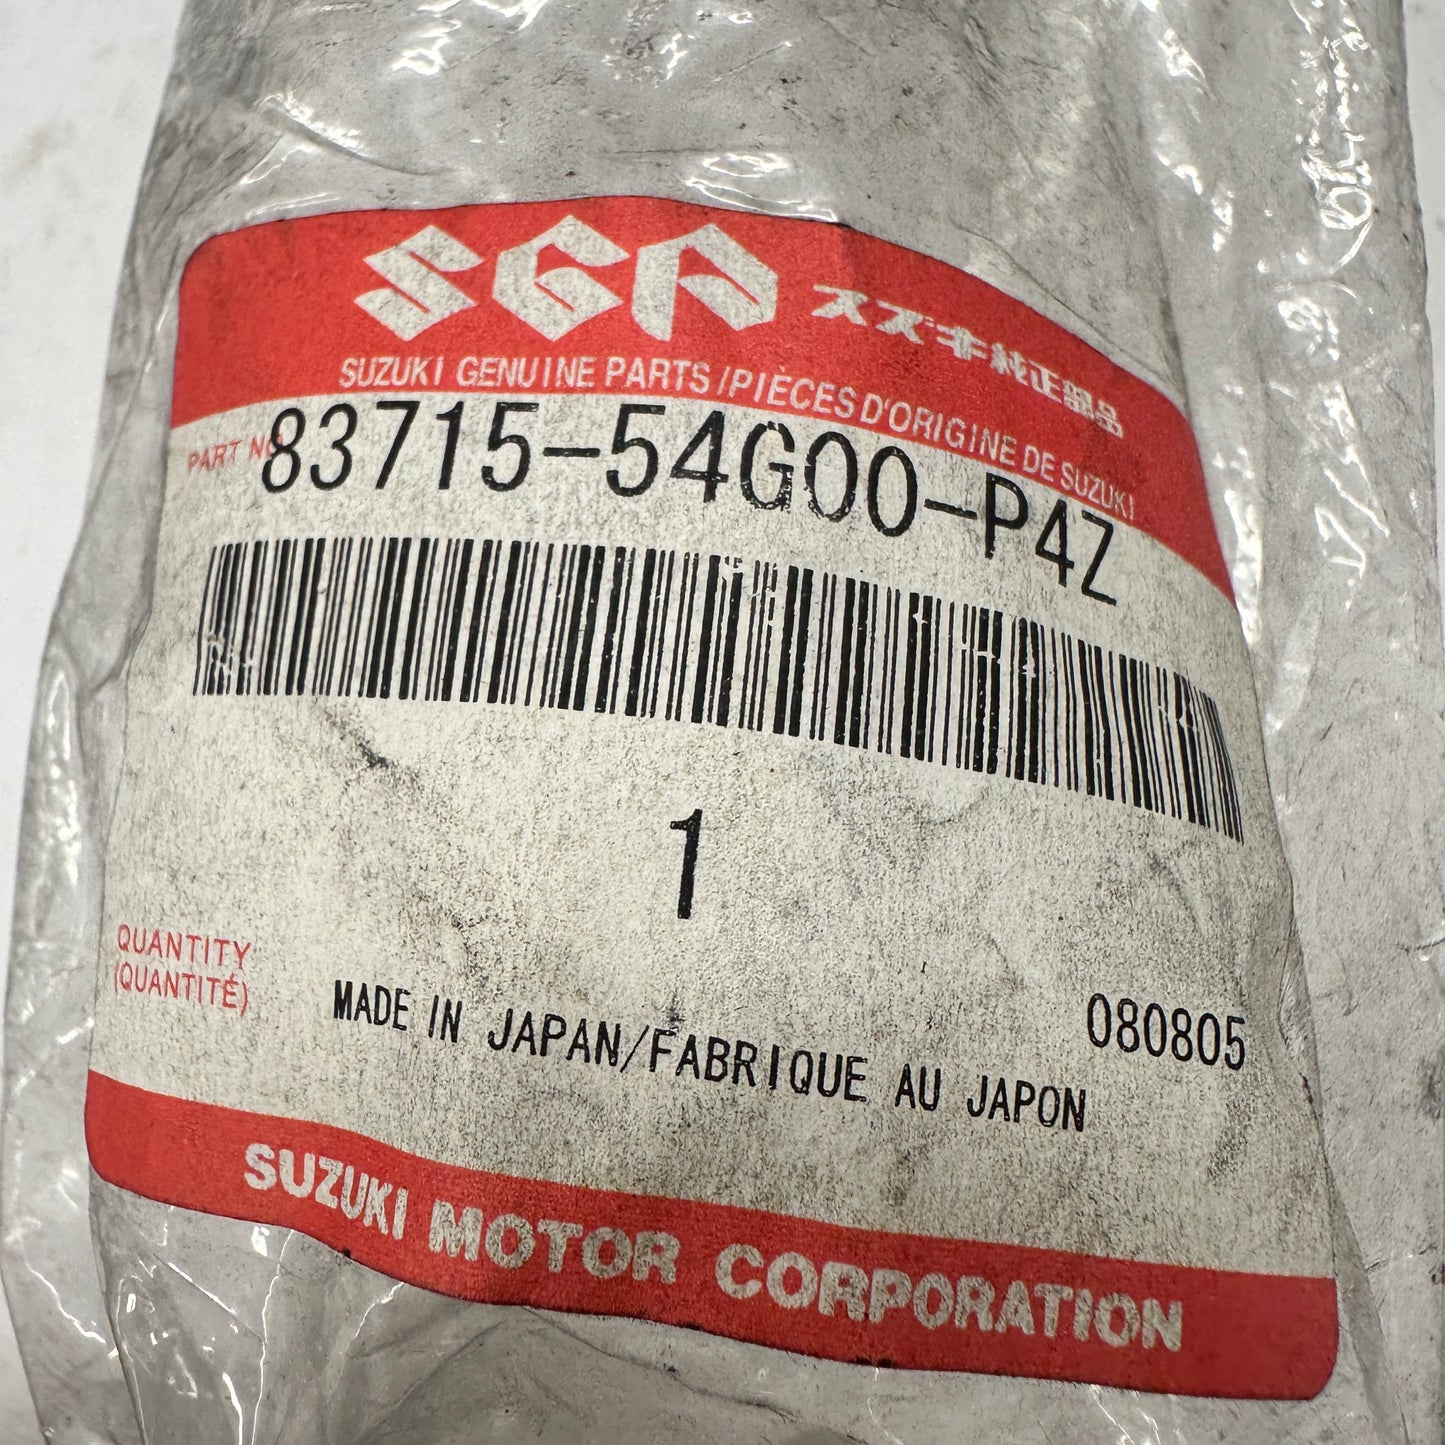 SGP スズキ純正部品
SUZUKI GENUINE PARTS/PIÈCES D'ORIGINE DE SUZUKI
PART NO. 83715-54G00-P4Z
1
QUANTITY
(QUANTITÉ)
MADE IN JAPAN/FABRIQUE AU JAPON
080805
SUZUKI MOTOR CORPORATION